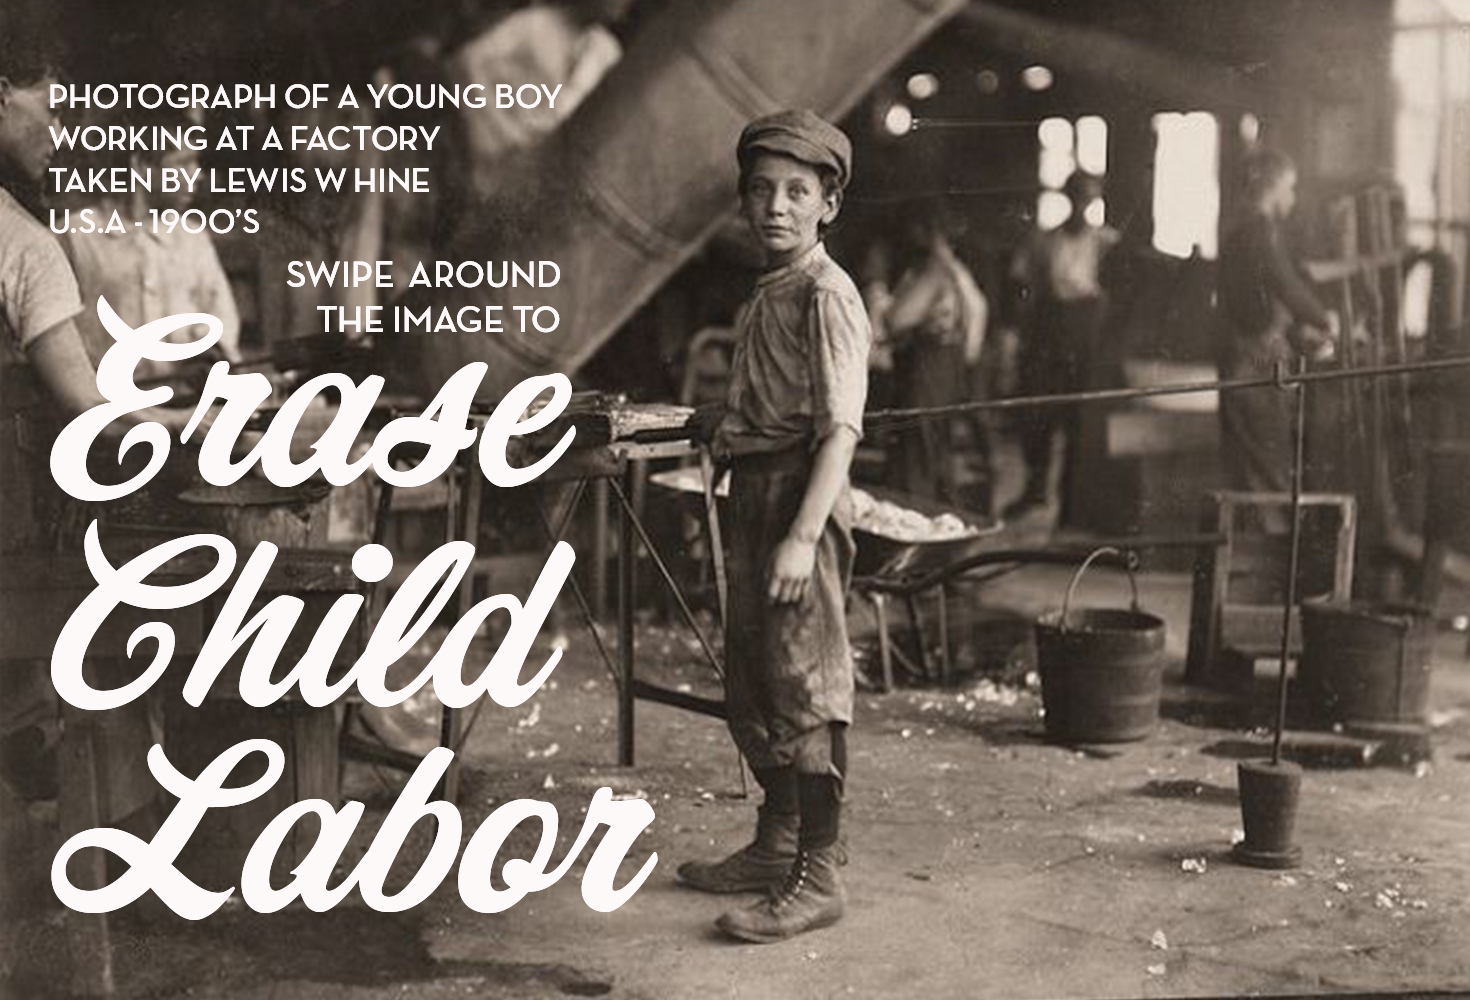 PHOTOGRAPH OF A YOUNG BOY
WORKING AT A FACTORY
TAKEN BY LEWIS W HINE
U.S.A - 1900'S
SWIPE AROUND
THE IMAGE TO
Erase
Child
Labor